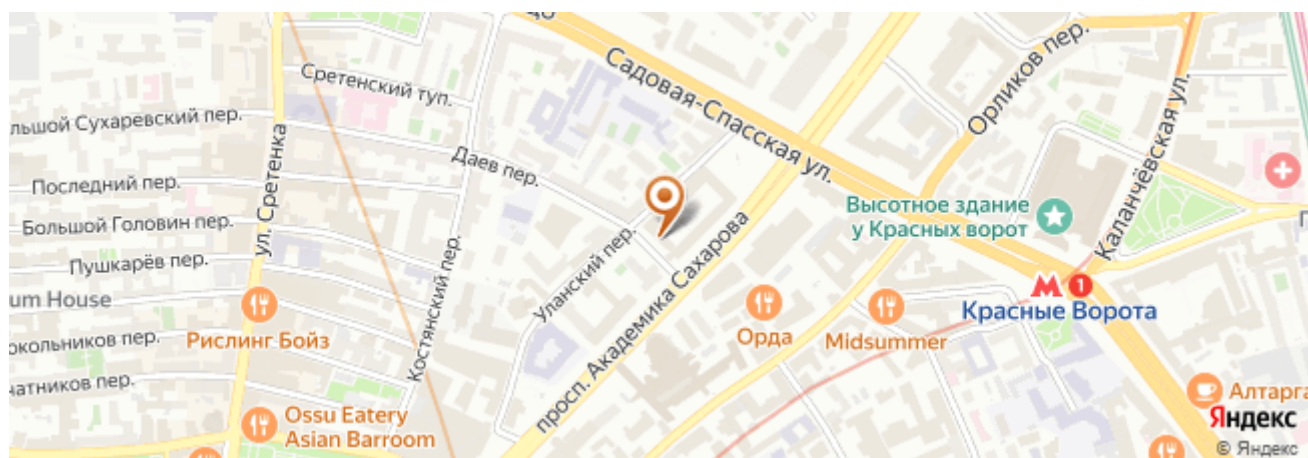 Садовая-Спасская ул.
Орликов пер.
Каланчёвская ул.
Сретенский туп.
льшой Сухаревский пер.
ул. Сретенка
Даев пер.
Последний пер.
Большой Головин пер.
Высотное здание
у Красных ворот
Пушкарёв пер.
Уланский пер.
просп. Академика Сахарова
Костянский пер.
um House
М 1
Красные Ворота
окольников пер.
Рислинг Бойз
Орда
Midsummer
чатников пер.
Алтарга
Ossu Eatery
Asian Barroom
Яндекс
© Яндекс